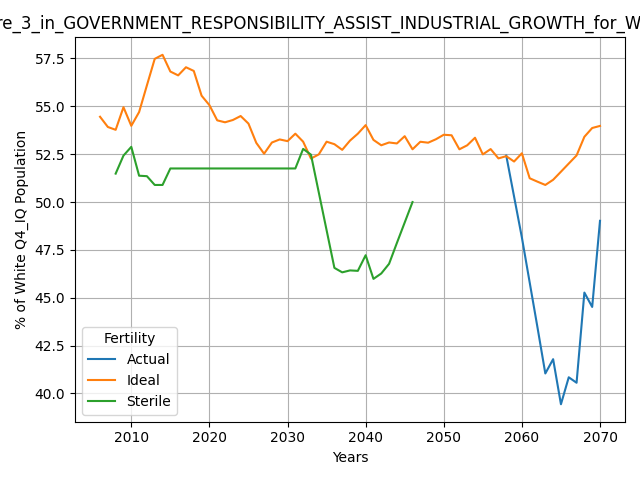 re_3_in_GOVERNMENT_RESPONSIBILITY_ASSIST_INDUSTRIAL_GROWTH_for_W
57.5
55.0
52.5
50.0
47.5
45.0
42.5
40.0
% of White Q4_IQ Population
Fertility
Actual
Ideal
Sterile
2010 2020 2030 2040 2050 2060 2070
Years